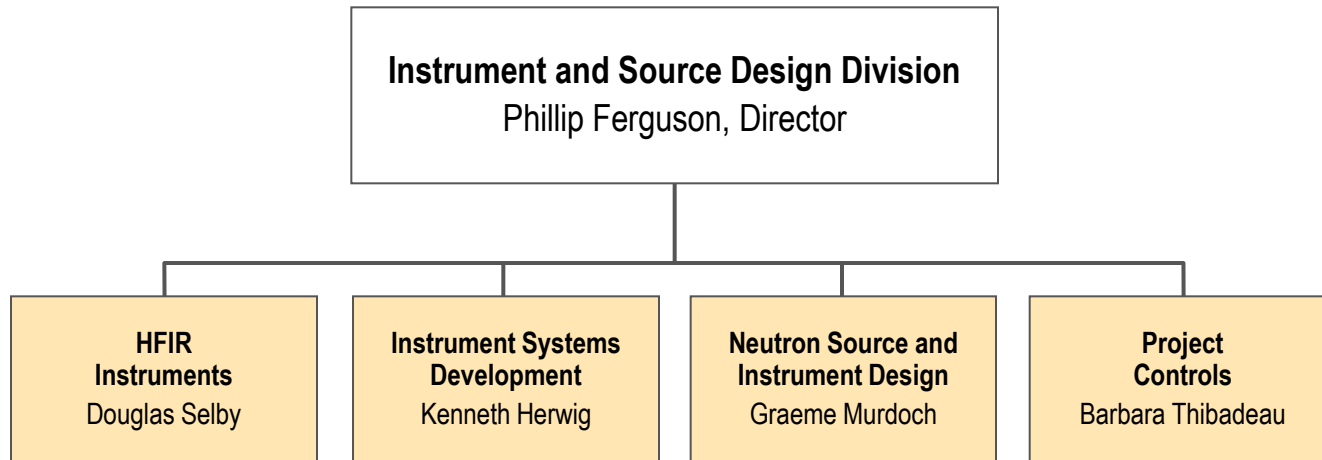 Instrument and Source Design Division
Phillip Ferguson, Director
HFIR
Instruments
Douglas Selby
Instrument Systems
Development
Kenneth Herwig
Neutron Source and
Instrument Design
Graeme Murdoch
Project
Controls
Barbara Thibadeau